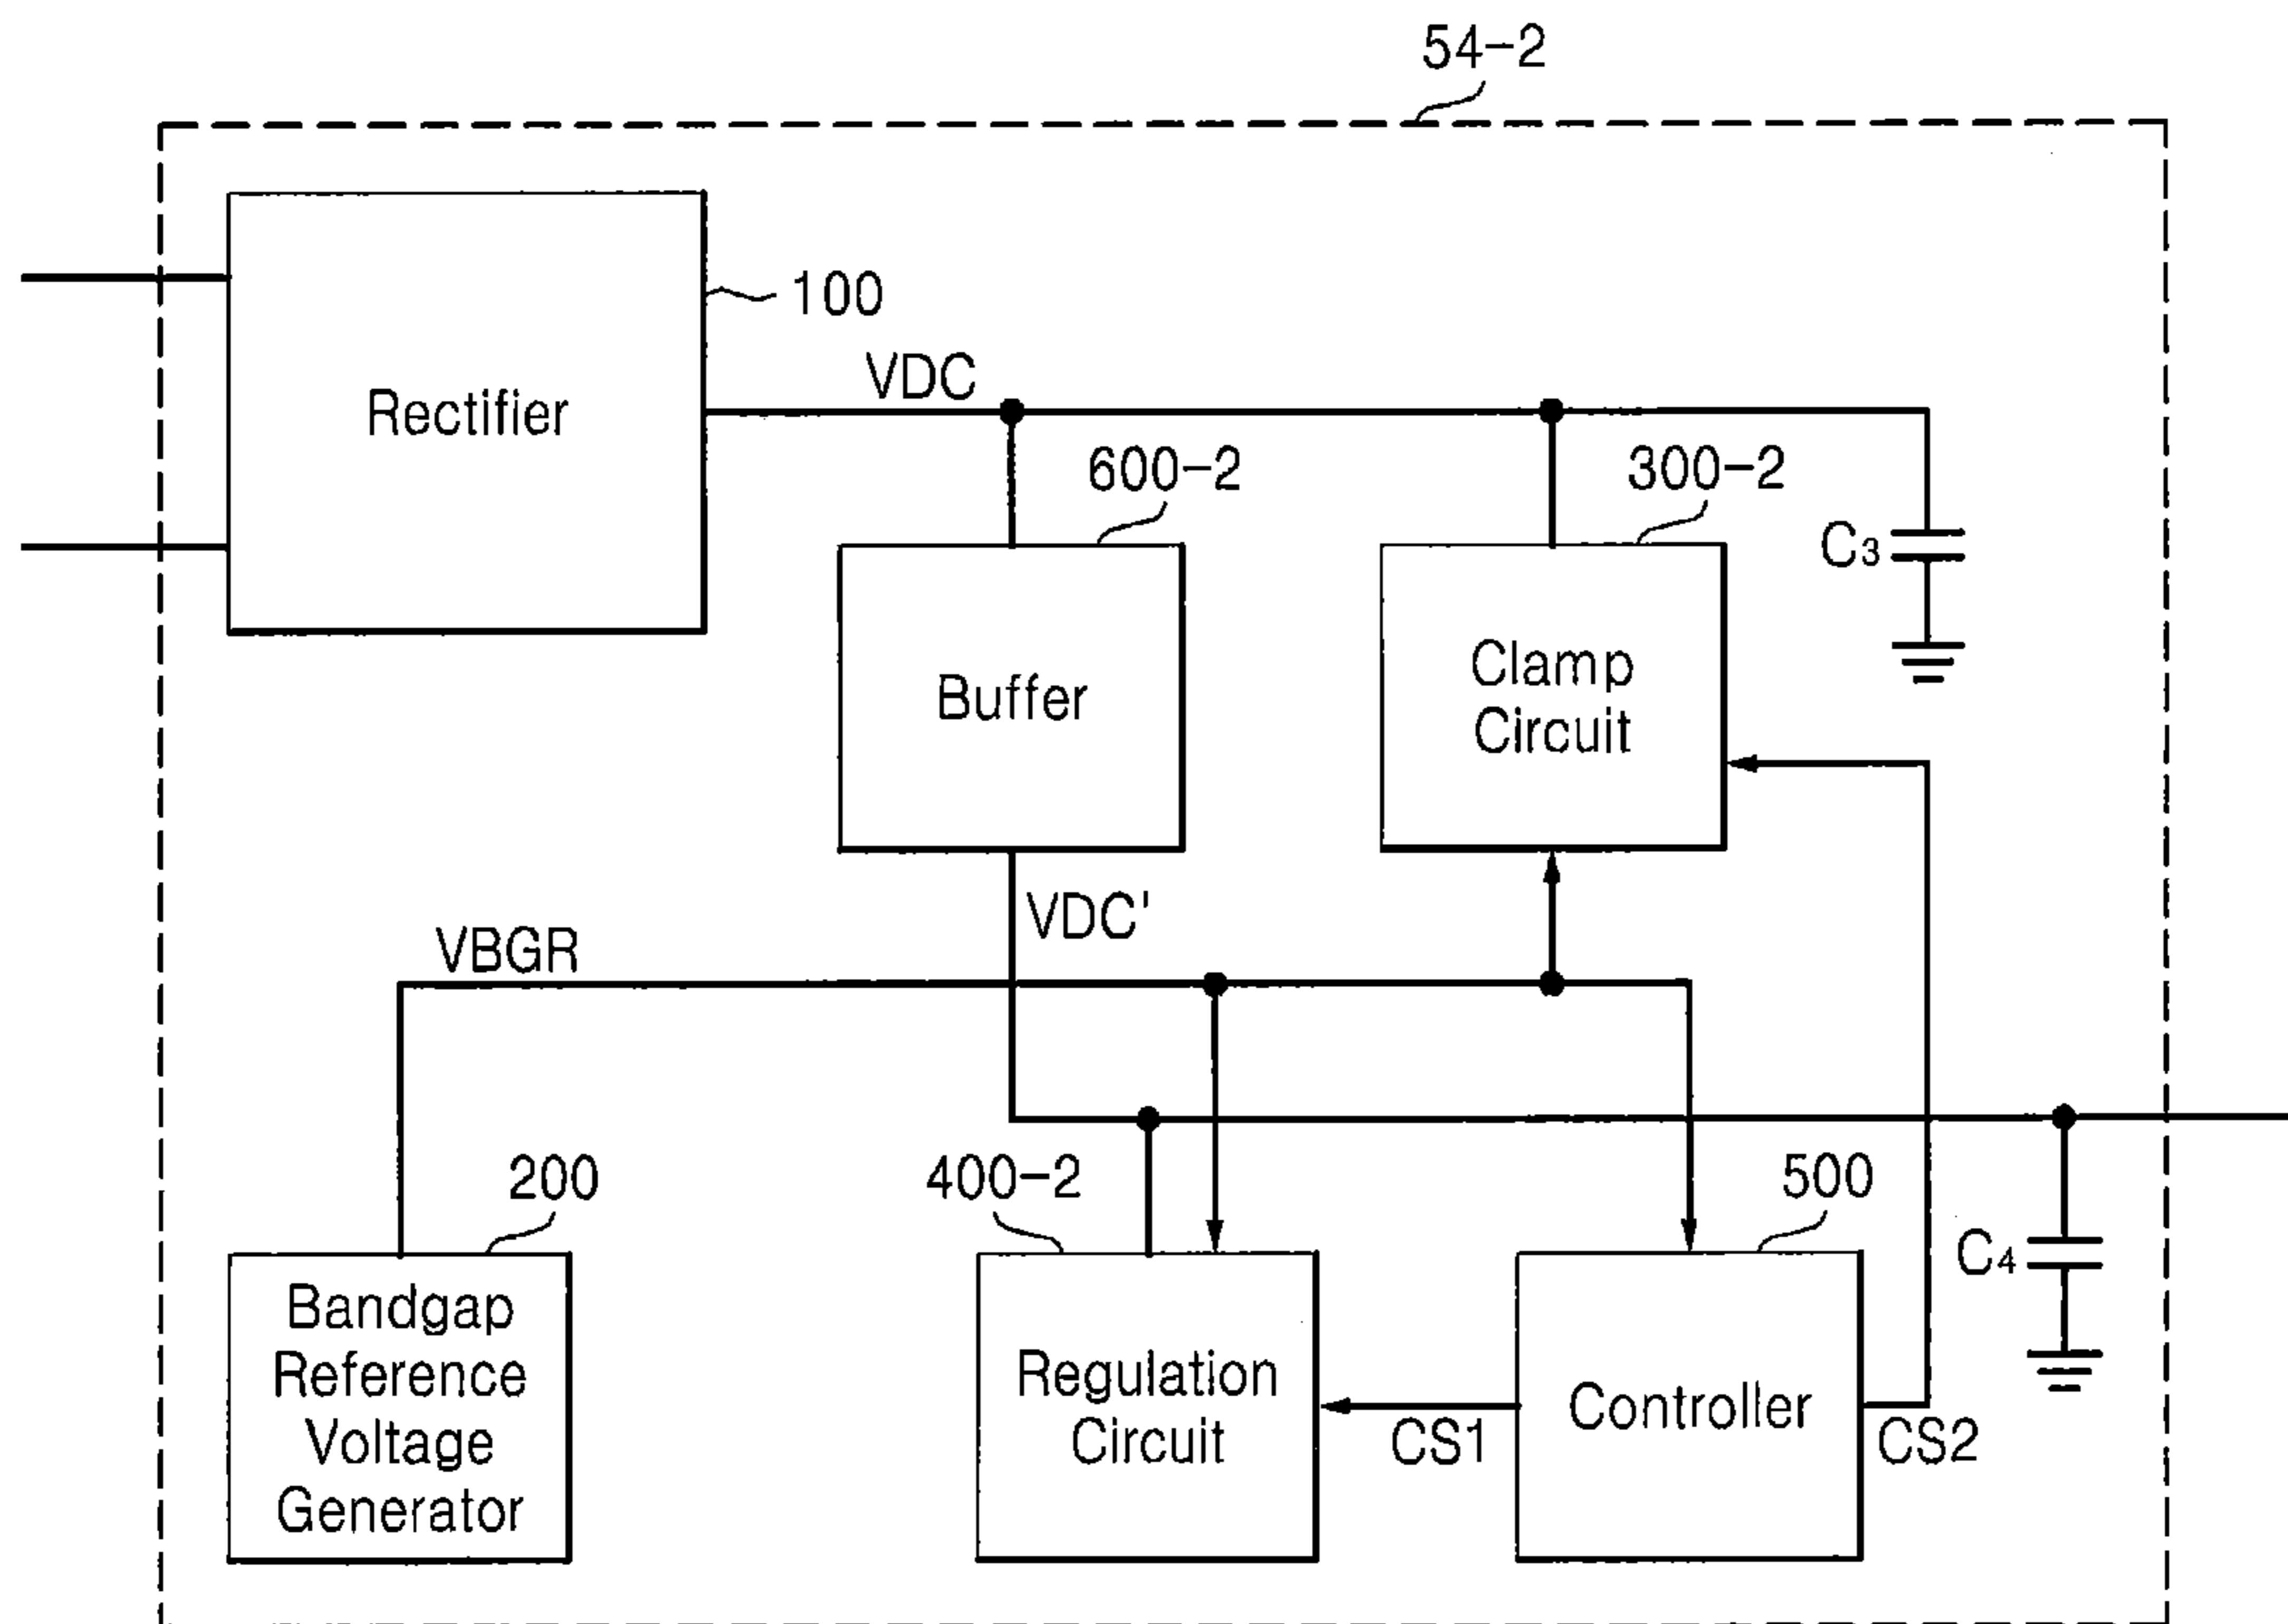 54-2
100
Rectifier
VDC
600-2
300-2
C3
Buffer
Clamp
Circuit
VDC'
VBGR
200
400-2
500
C4
Bandgap
Reference
Voltage
Generator
Regulation
Circuit
CS1
Controller
CS2